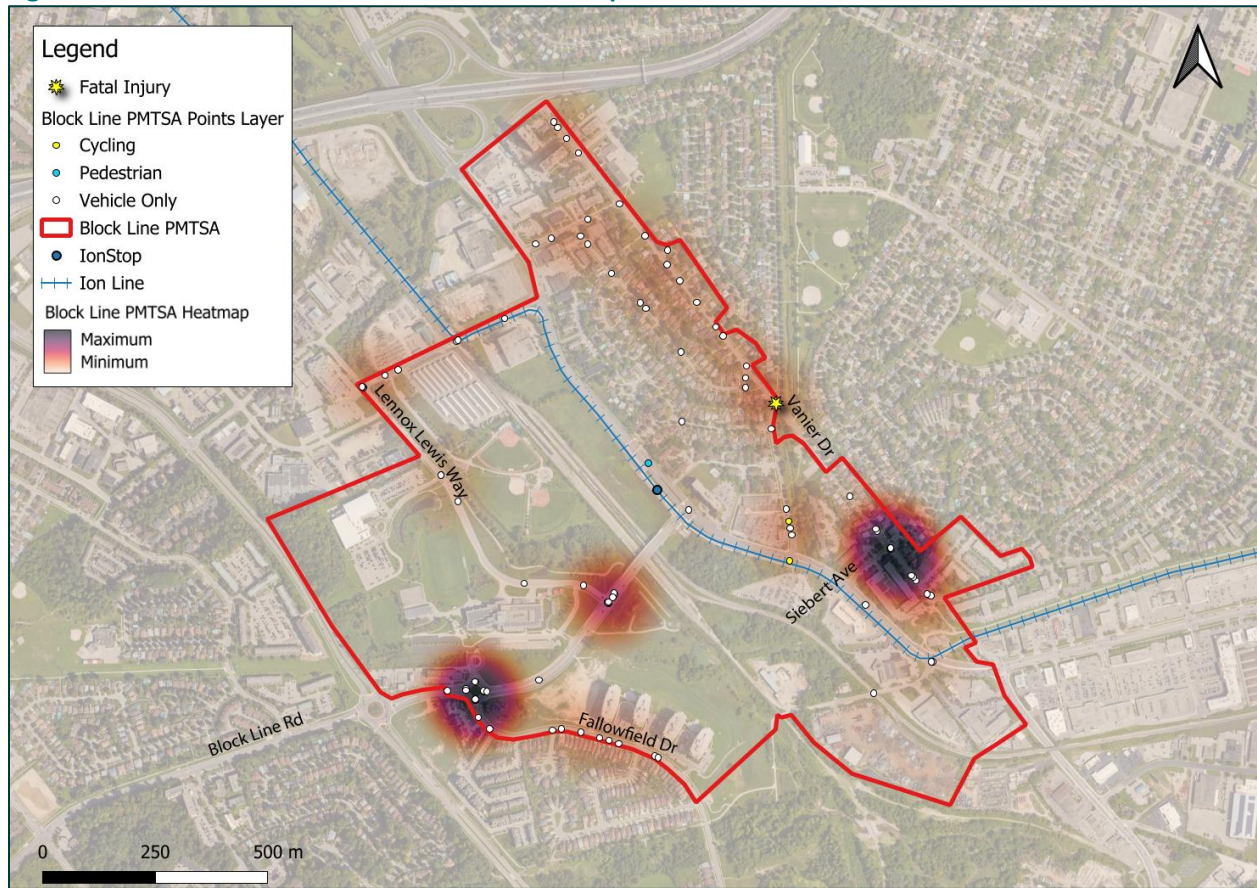 Legend
Fatal Injury
Block Line PMTSA Points Layer
Cycling
Pedestrian
Vehicle Only
Block Line PMTSA
IonStop
Ion Line
Block Line PMTSA Heatmap
Maximum
Minimum
Lennox Lewis Way
Vanier Dr
Siebert Ave
Block Line Rd
Fallowfield Dr
0 250 500 m